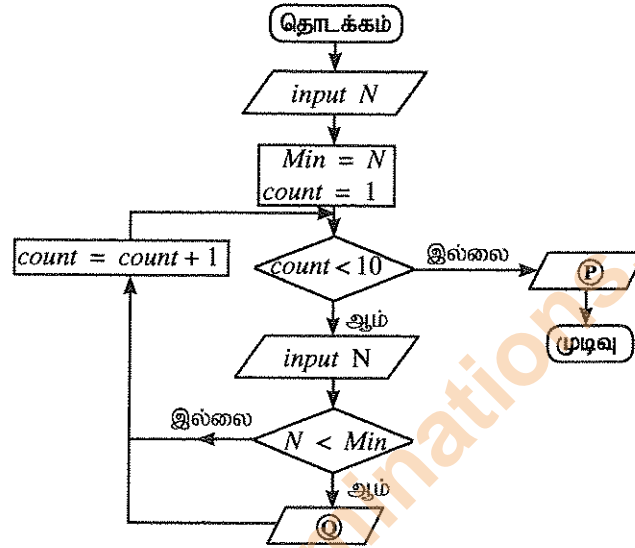 தொடக்கம்
input N
Min = N
count = 1
count = count + 1
count < 10
இல்லை
P
ஆம்
முடிவு
input N
இல்லை
N < Min
ஆம்
Q